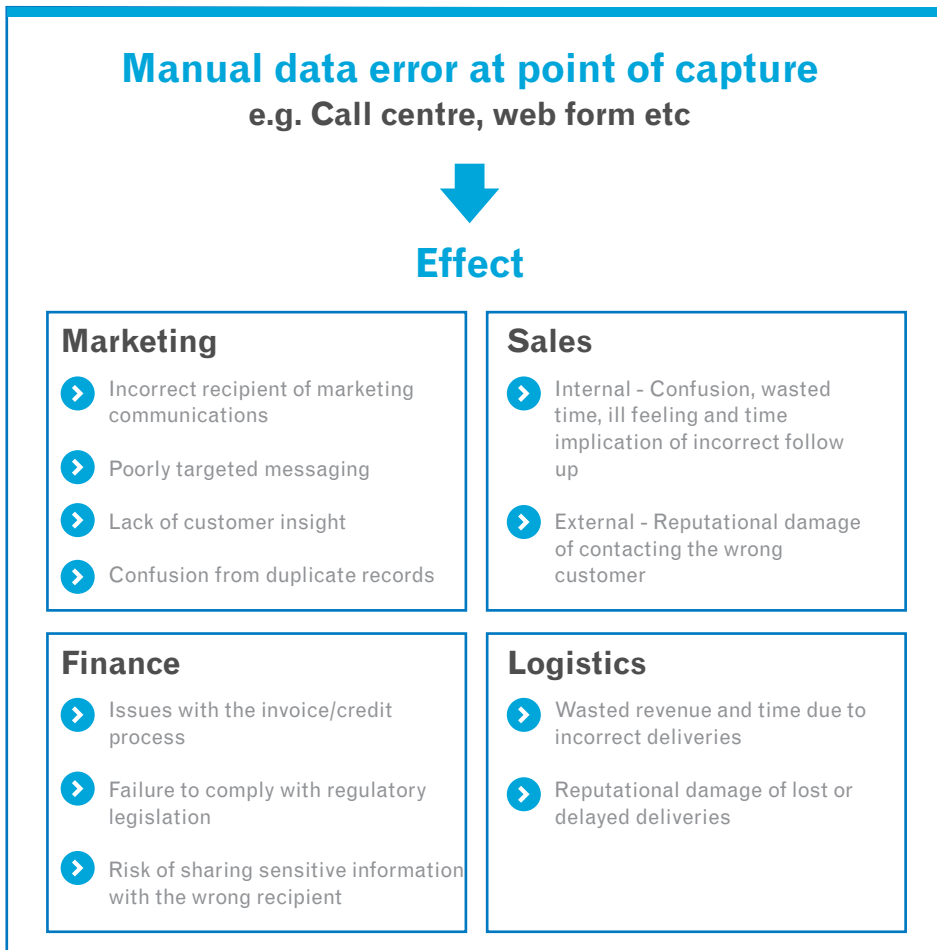 Manual data error at point of capture
e.g. Call centre, web form etc
Effect
Marketing
Incorrect recipient of marketing
communications
Poorly targeted messaging
Lack of customer insight
Confusion from duplicate records
Sales
Internal - Confusion, wasted
time, ill feeling and time
implication of incorrect follow
up
External - Reputational damage
of contacting the wrong
customer
Finance
Issues with the invoice/credit
process
Failure to comply with regulatory
legislation
Risk of sharing sensitive information
with the wrong recipient
Logistics
Wasted revenue and time due to
incorrect deliveries
Reputational damage of lost or
delayed deliveries